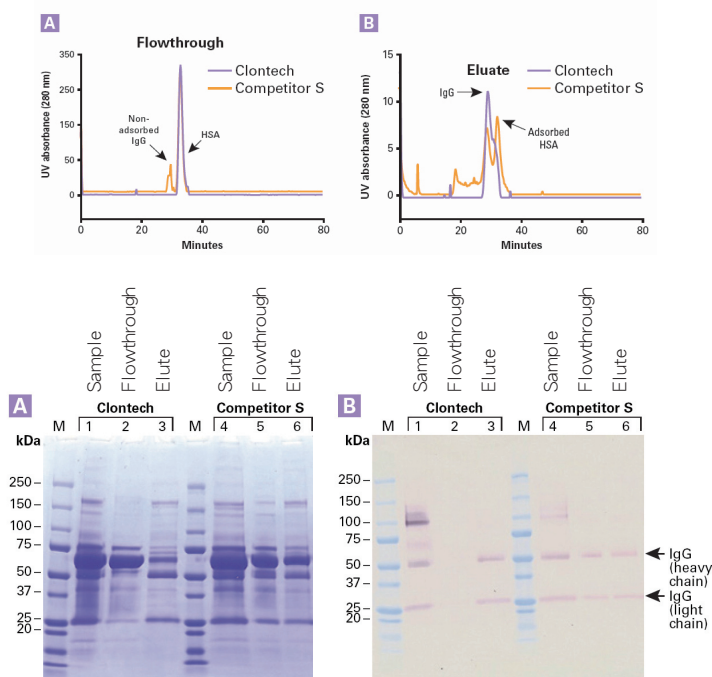 A
Flowthrough
350
250
150
50
0
UV absorbance (280 nm)
Clontech
Competitor S
Non-
adsorbed
IgG
HSA
0 20 40 60 80
Minutes
B
Eluate
15
10
5
0
UV absorbance (280 nm)
Clontech
Competitor S
IgG
Adsorbed
HSA
0 20 40 60 80
Minutes
A
Sample
Flowthrough
Elute
Sample
Flowthrough
Elute
Clontech
Competitor S
M 1 2 3 M 4 5 6
kDa
250
150
100
75
50
37
25
20
B
Sample
Flowthrough
Elute
Sample
Flowthrough
Elute
Clontech
Competitor S
M 1 2 3 M 4 5 6
kDa
250
150
100
75
50
37
25
20
IgG
(heavy
chain)
IgG
(light
chain)